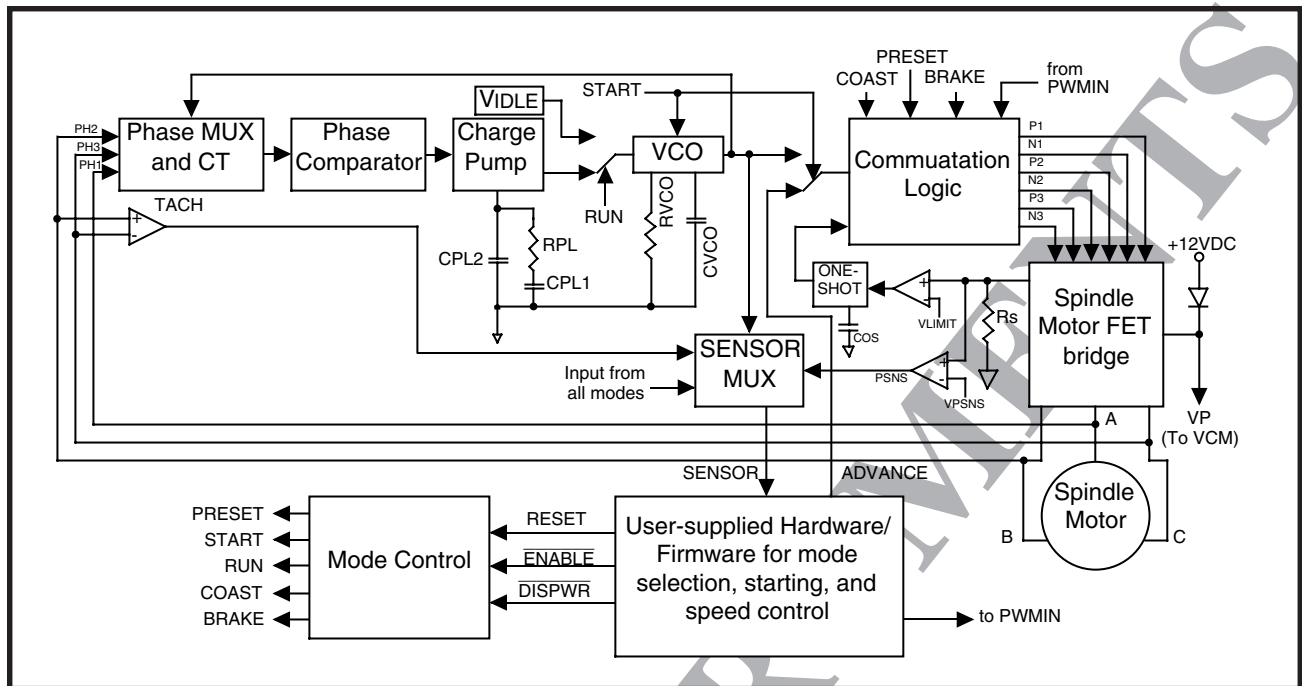 PRESET
COAST
BRAKE
from
PWMIN
START
VIDLE
PH2
PH3
PH1
Phase MUX
and CT
Phase
Comparator
Charge
Pump
VCO
RUN
RVCO
CVCO
Commuatation
Logic
P1
N1
P2
N2
P3
N3
TACH
+
-
CPL2
RPL
CPL1
ONE-
SHOT
COS
+
-
VLIMIT
Rs
+12VDC
Spindle
Motor FET
bridge
SENSOR
MUX
Input from
all modes
PSNS
+
-
VPSNS
VP
(To VCM)
A
SENSOR
ADVANCE
Spindle
Motor
B
C
PRESET
START
RUN
COAST
BRAKE
Mode Control
RESET
ENABLE
DISPWR
User-supplied Hardware/
Firmware for mode
selection, starting, and
speed control
to PWMIN
MENTS
R